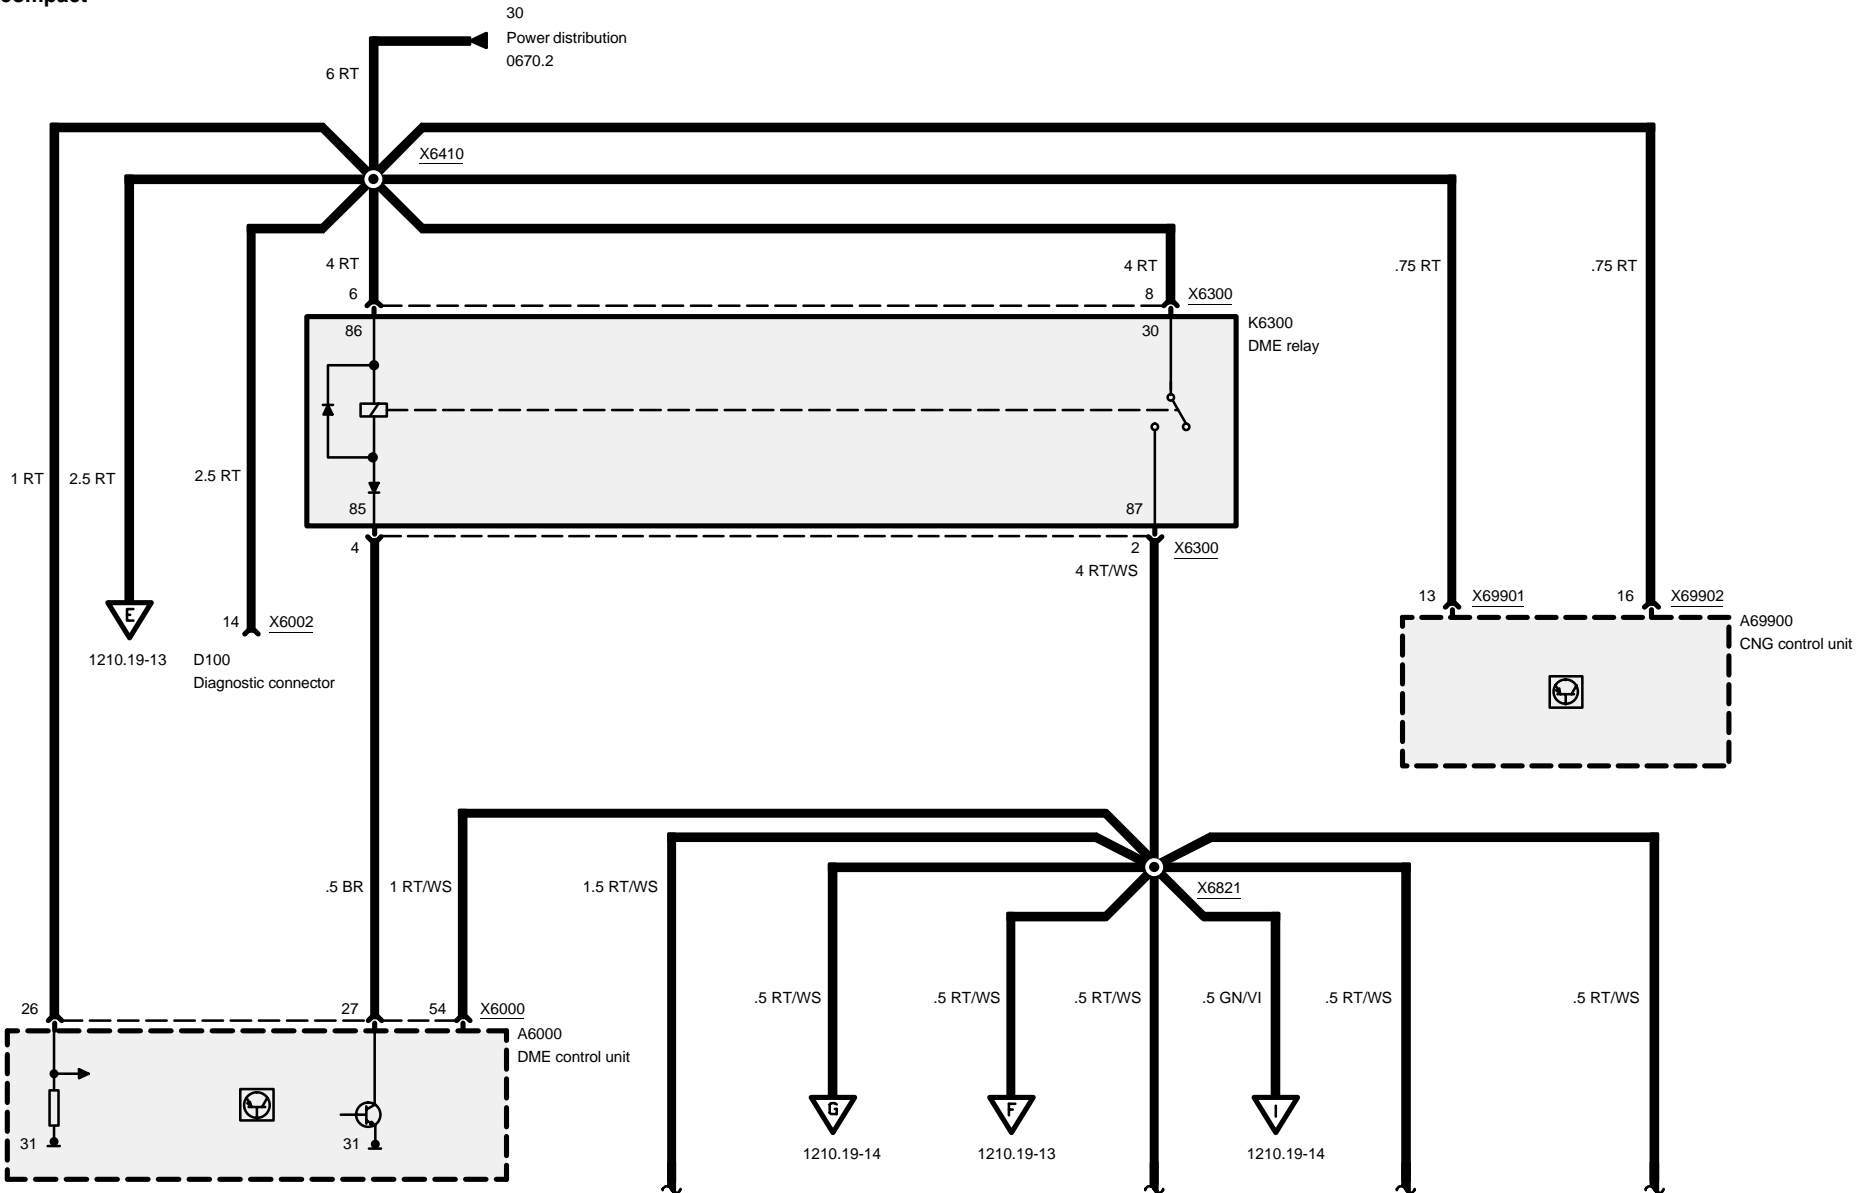 30
Power distribution
0670.2
6 RT
X6410
4 RT
4 RT
.75 RT
.75 RT
6
8
X6300
86
30
K6300
DME relay
1 RT
2.5 RT
2.5 RT
85
87
4
2
X6300
4 RT/WS
13
X69901
16
X69902
E
14
X6002
A69900
CNG control unit
1210.19-13
D100
Diagnostic connector
.5 BR
1 RT/WS
1.5 RT/WS
X6821
.5 RT/WS
.5 RT/WS
.5 RT/WS
.5 GN/VI
.5 RT/WS
.5 RT/WS
26
27
54
X6000
A6000
DME control unit
G
F
I
31
31
1210.19-14
1210.19-13
1210.19-14